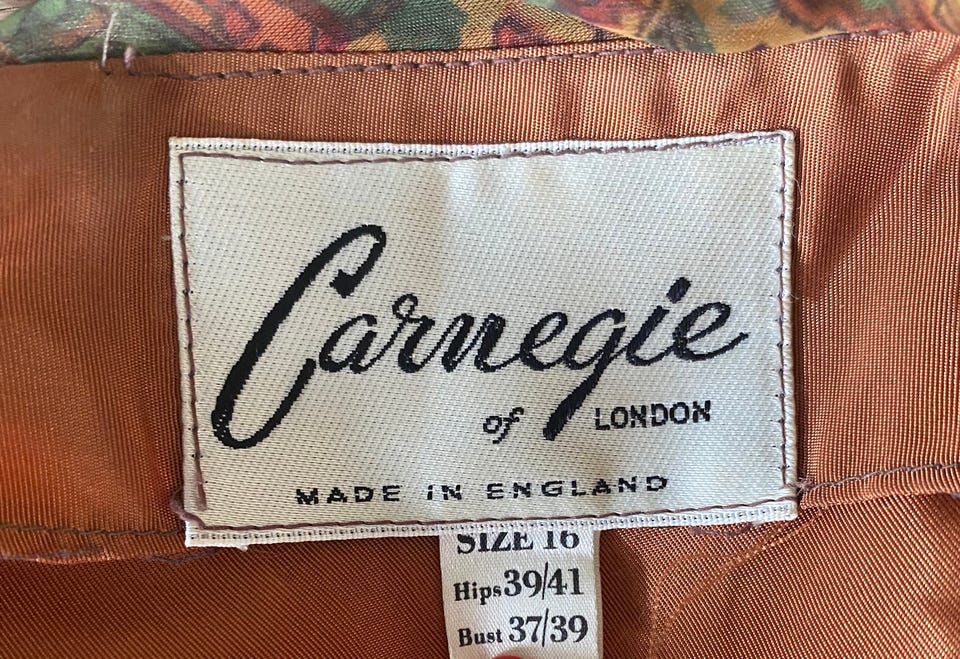 Carnegie
of LONDON
MADE IN ENGLAND
SIZE 16
Hips 39/41
Bust 37/39